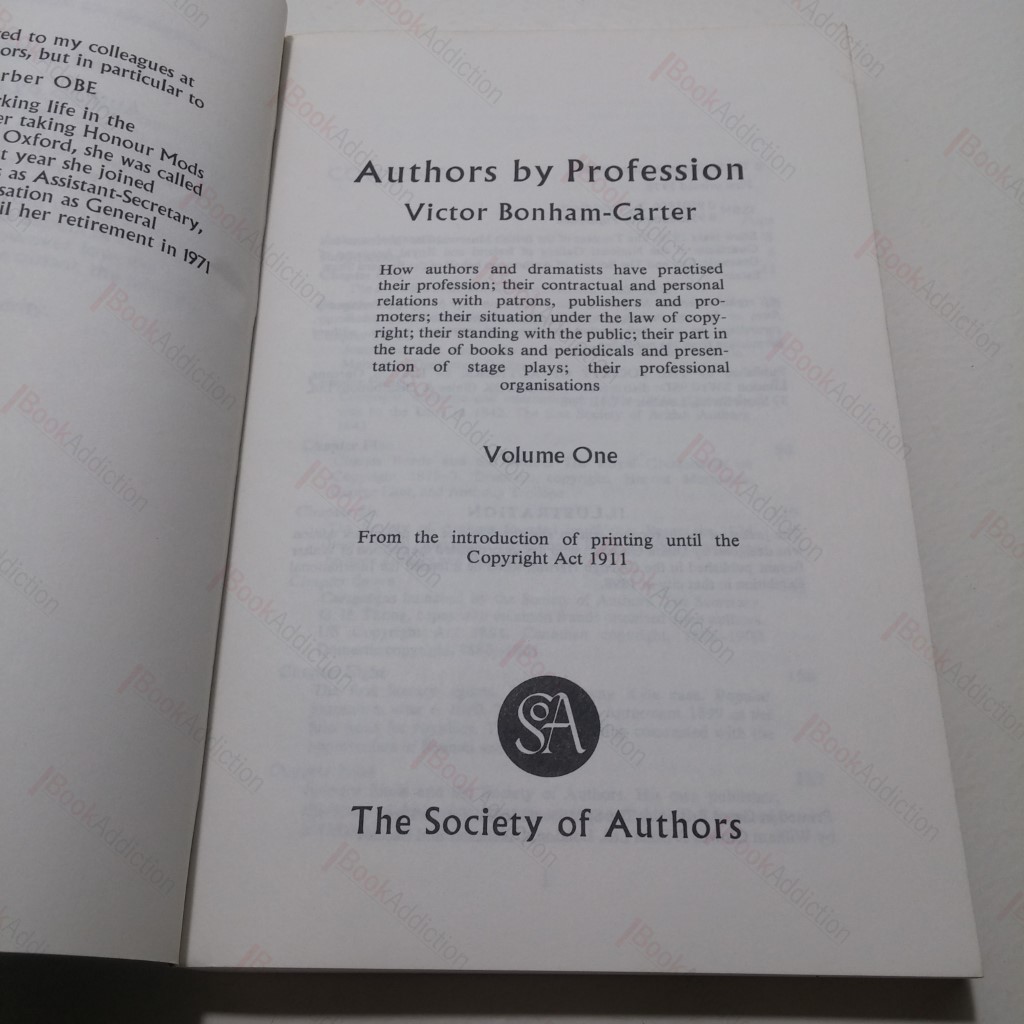 ed to my colleagues at
ors, but in particular to
rber OBE
king life in the
er taking Honour Mods
Oxford, she was called
t year she joined
s as Assistant-Secretary,
sation as General
il her retirement in 1971
Authors by Profession
Victor Bonham-Carter
How authors and dramatists have practised
their profession; their contractual and personal
relations with patrons, publishers and pro-
moters; their situation under the law of copy-
right; their standing with the public; their part in
the trade of books and periodicals and presen-
tation of stage plays; their professional
organisations
Volume One
From the introduction of printing until the
Copyright Act 1911
SoA
The Society of Authors
BookAddiction